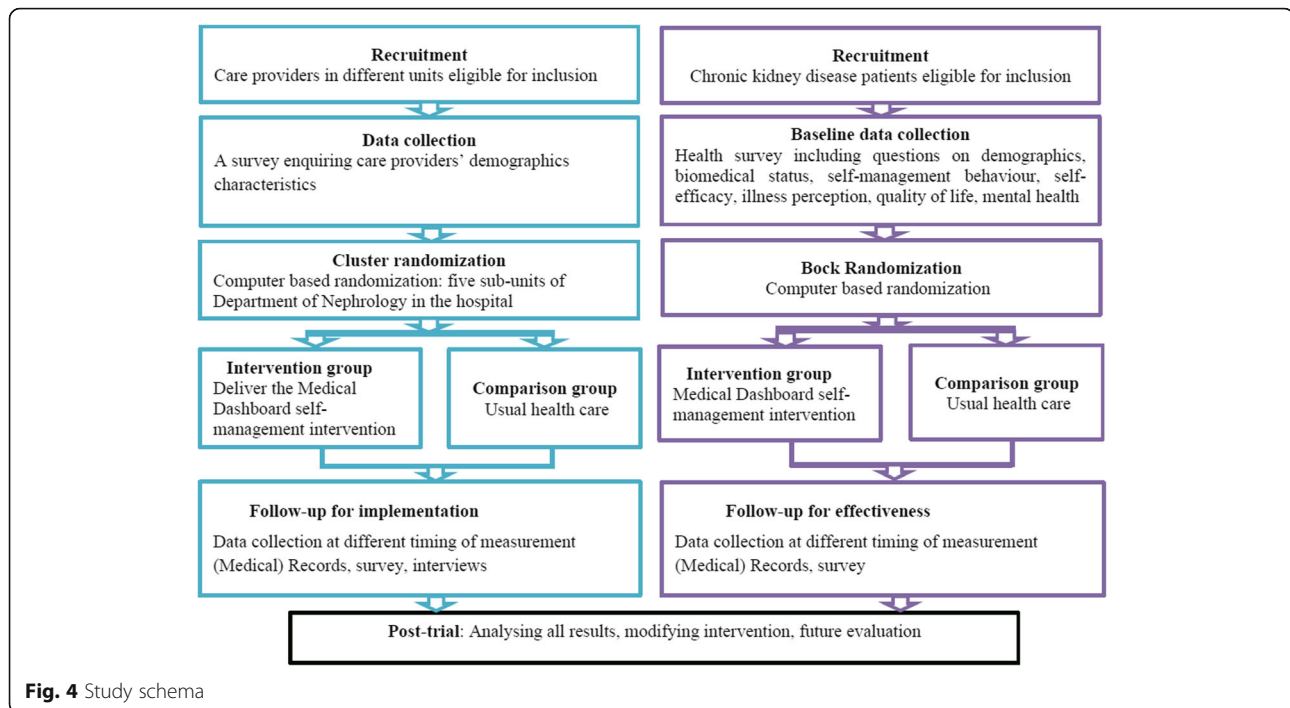 Recruitment
Care providers in different units eligible for inclusion
Data collection
A survey enquiring care providers' demographics
characteristics
Cluster randomization
Computer based randomization: five sub-units of
Department of Nephrology in the hospital
Intervention group
Deliver the Medical
Dashboard self-
management intervention
Comparison group
Usual health care
Follow-up for implementation
Data collection at different timing of measurement
(Medical) Records, survey, interviews
Recruitment
Chronic kidney disease patients eligible for inclusion
Baseline data collection
Health survey including questions on demographics,
biomedical status, self-management behaviour, self-
efficacy, illness perception, quality of life, mental health
Bock Randomization
Computer based randomization
Intervention group
Medical Dashboard self-
management intervention
Comparison group
Usual health care
Follow-up for effectiveness
Data collection at different timing of measurement
(Medical) Records, survey
Post-trial: Analysing all results, modifying intervention, future evaluation
Fig. 4 Study schema